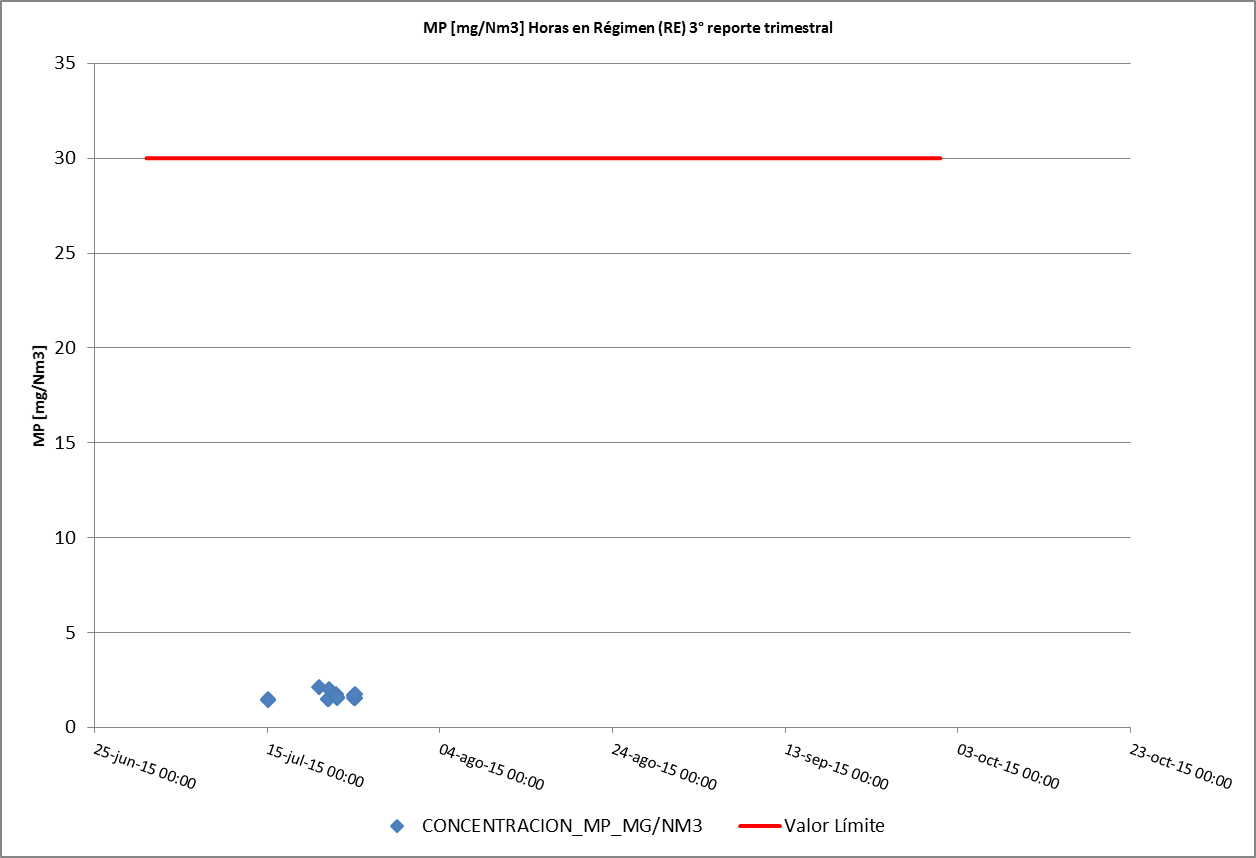 MP [mg/Nm3] Horas en Régimen (RE) 3° reporte trimestral
35
30
25
20
15
10
5
0
MP [mg/Nm3]
25-jun-15 00:00
15-jul-15 00:00
04-ago-15 00:00
24-ago-15 00:00
13-sep-15 00:00
03-oct-15 00:00
23-oct-15 00:00
CONCENTRACION_MP_MG/NM3
Valor Límite